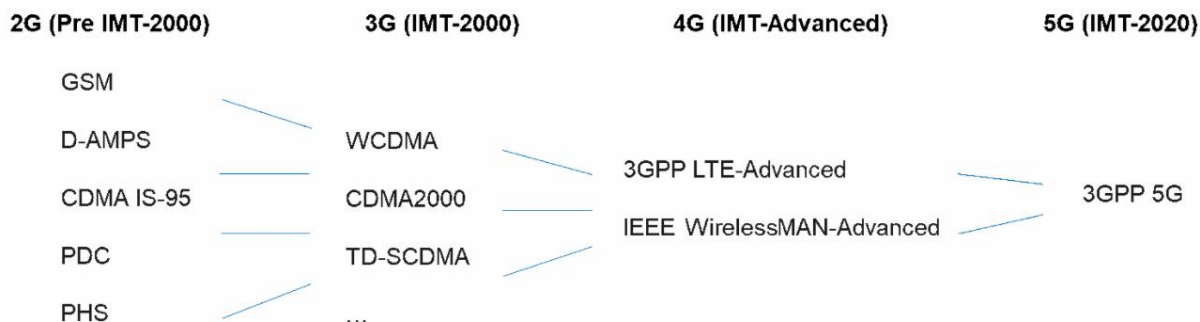 2G (Pre IMT-2000)
3G (IMT-2000)
4G (IMT-Advanced)
5G (IMT-2020)
GSM
D-AMPS
CDMA IS-95
PDC
PHS
WCDMA
CDMA2000
TD-SCDMA
...
3GPP LTE-Advanced
IEEE WirelessMAN-Advanced
3GPP 5G